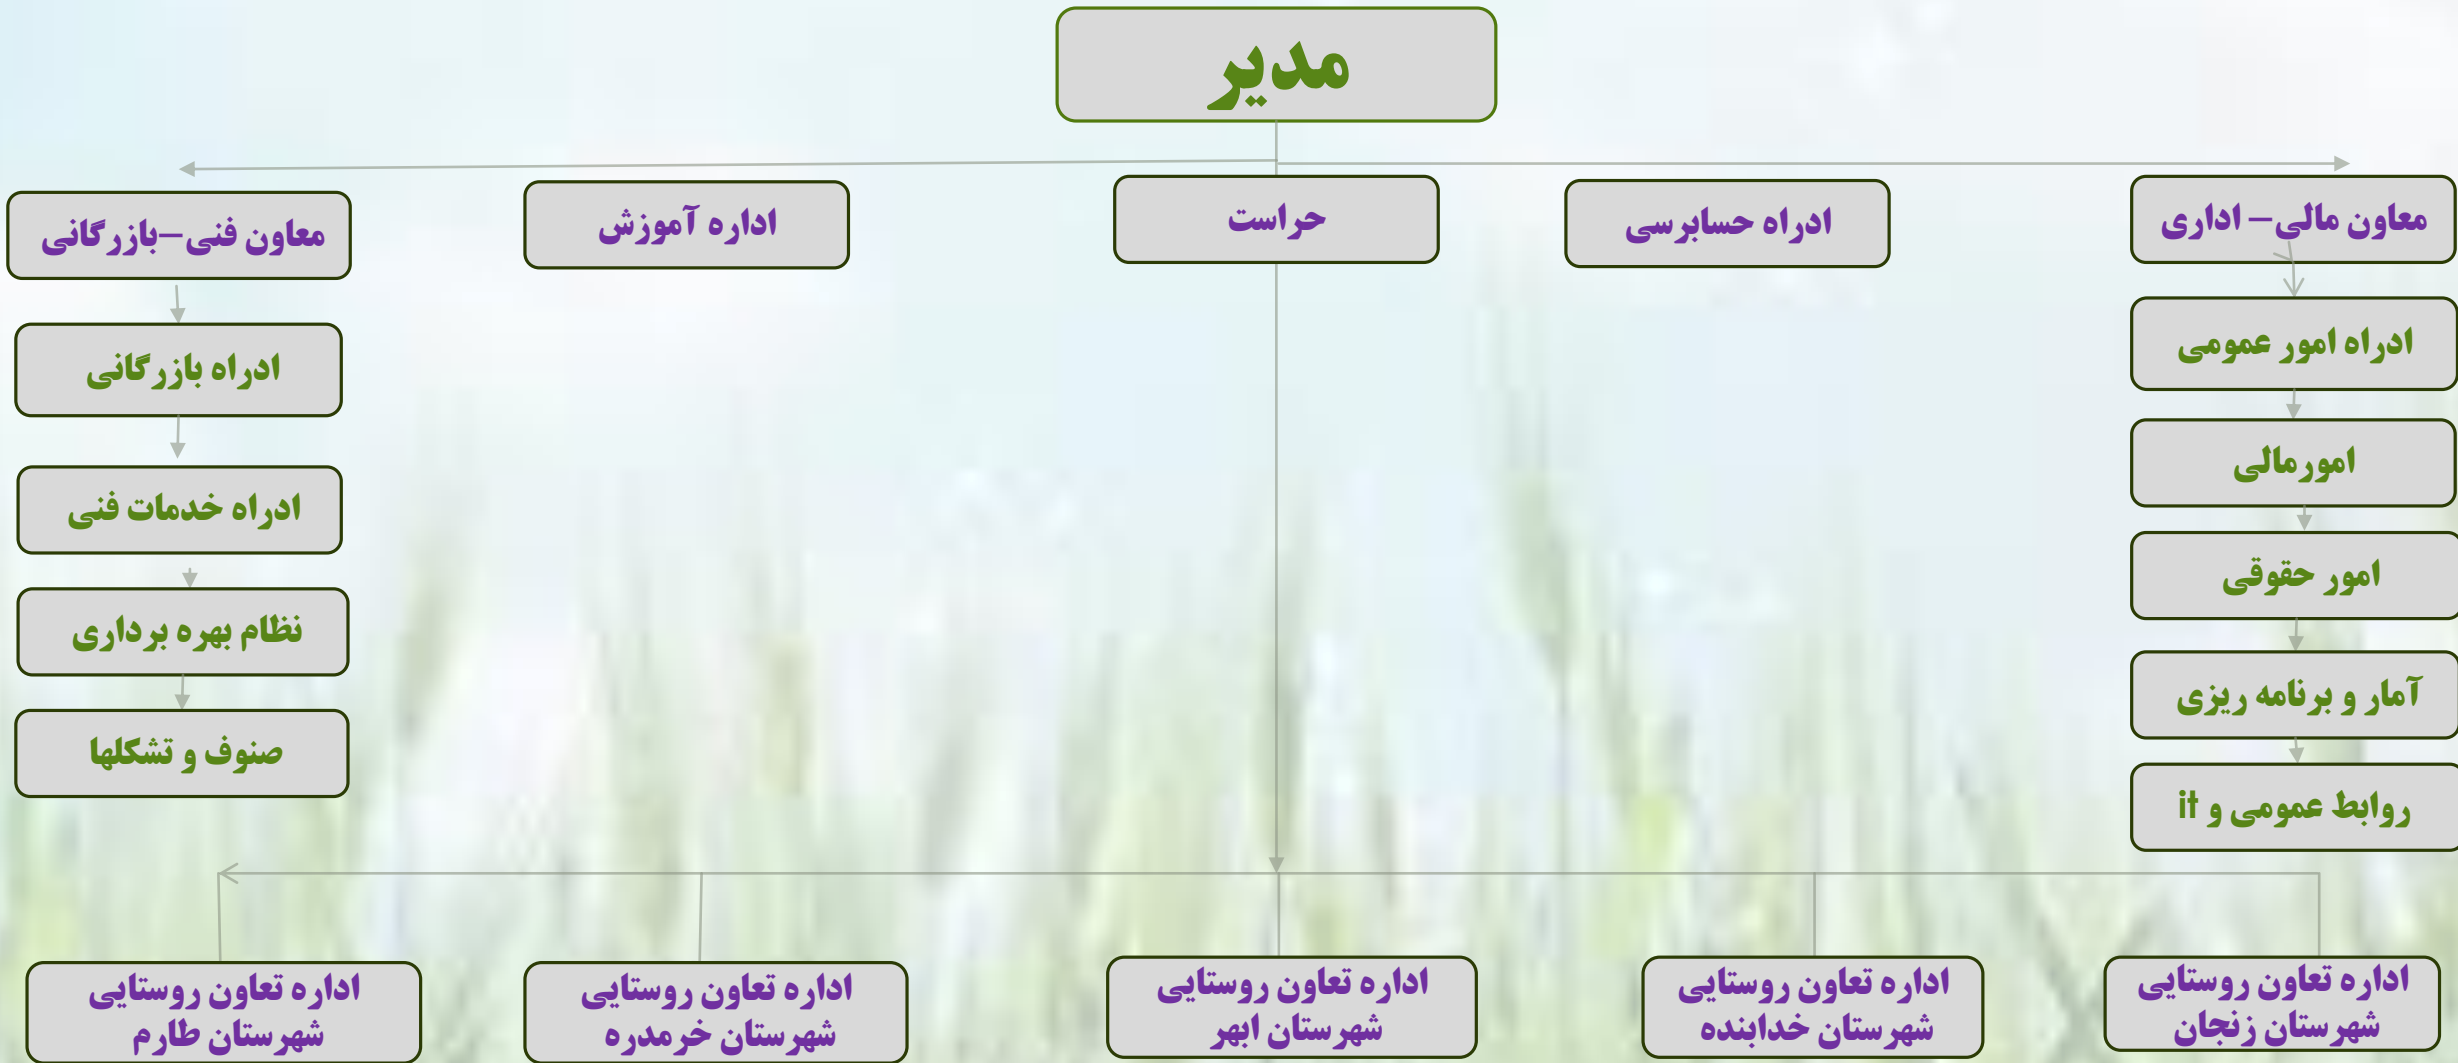 مدیر
معاون مالی– اداری
ادراه حسابرسی
حراست
اداره آموزش
معاون فنی–بازرگانی
ادراه امور عمومی
امورمالی
امور حقوقی
آمار و برنامه ریزی
روابط عمومی و it
ادراه بازرگانی
ادراه خدمات فنی
نظام بهره برداری
صنوف و تشکلها
اداره تعاون روستایی
شهرستان زنجان
اداره تعاون روستایی
شهرستان خدابنده
اداره تعاون روستایی
شهرستان ابهر
اداره تعاون روستایی
شهرستان خرمدره
اداره تعاون روستایی
شهرستان طارم